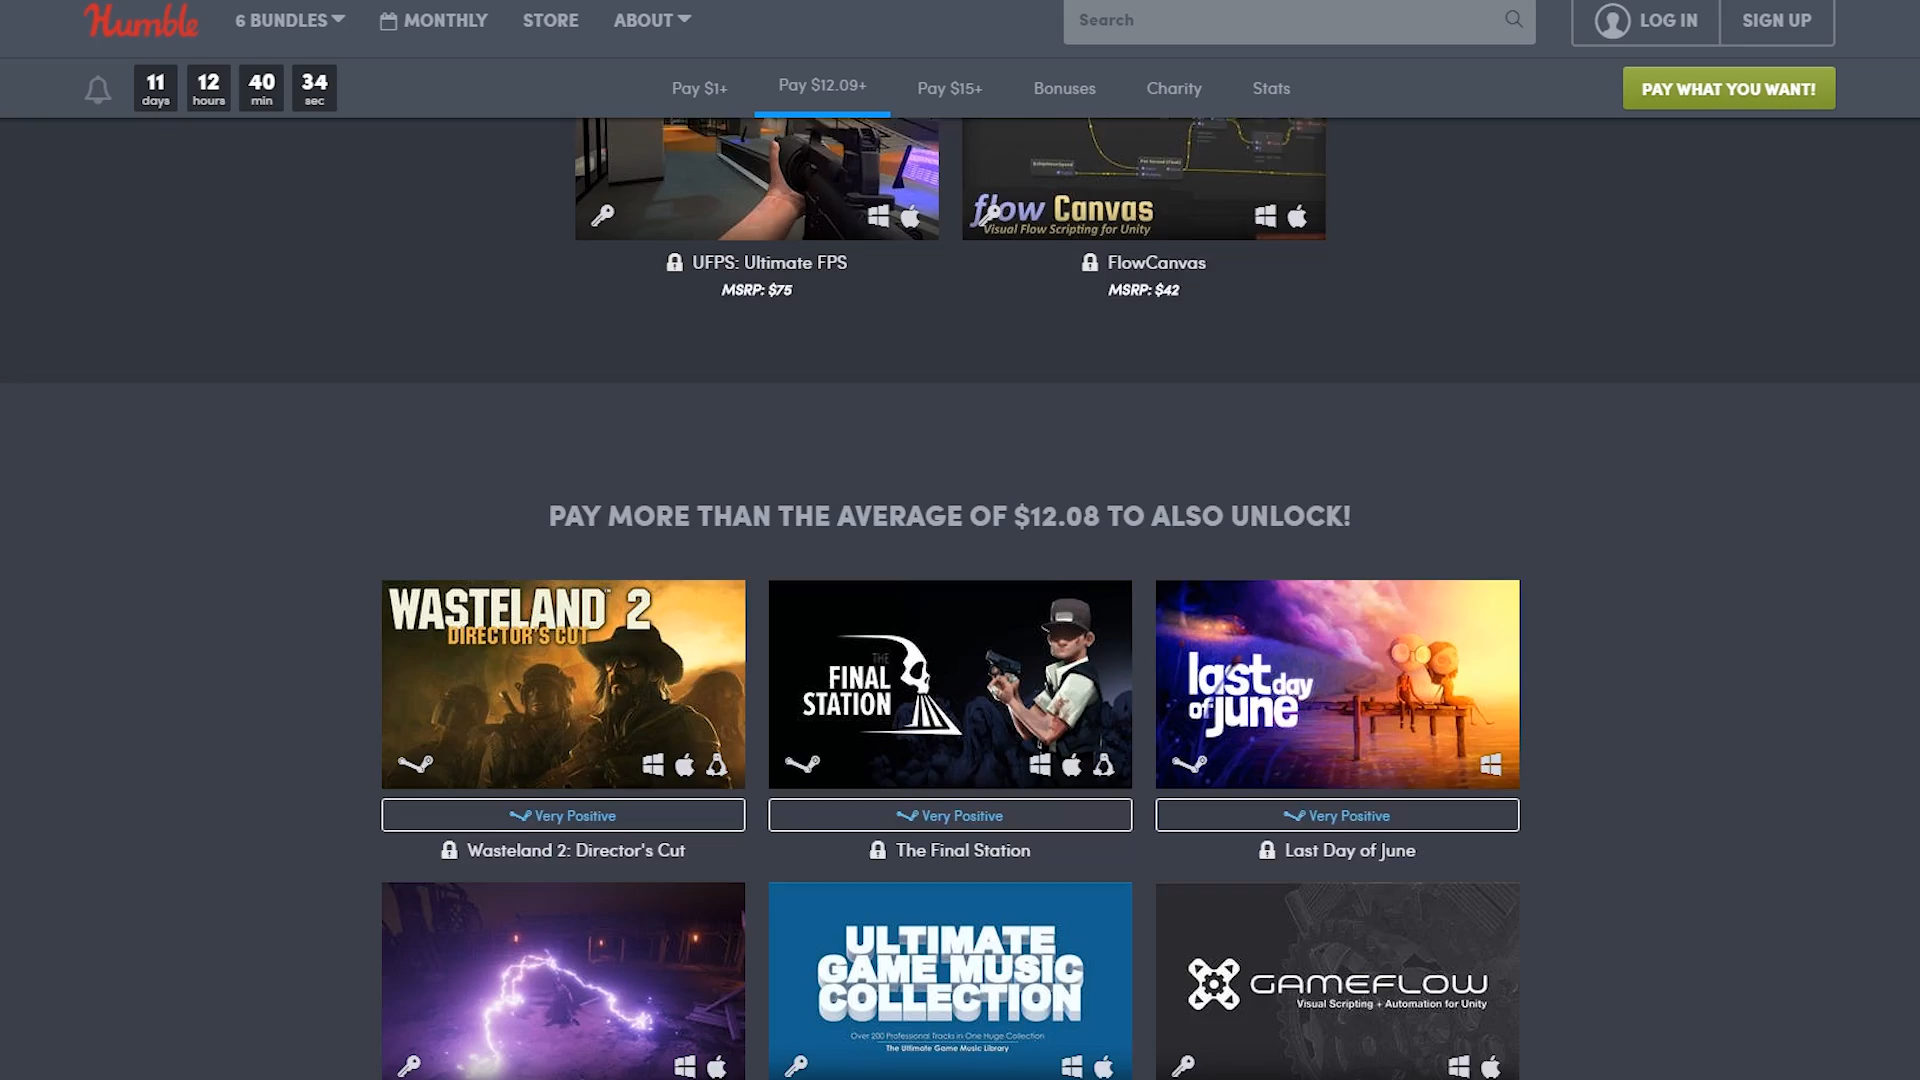 Humble
6 BUNDLES
MONTHLY
STORE
ABOUT
Search
LOG IN
SIGN UP
11 days
12 hours
40 min
34 sec
Pay $1+
Pay $12.09+
Pay $15+
Bonuses
Charity
Stats
PAY WHAT YOU WANT!
flow Canvas
Visual Flow Scripting for Unity
UFPS: Ultimate FPS
MSRP: $75
FlowCanvas
MSRP: $42
PAY MORE THAN THE AVERAGE OF $12.08 TO ALSO UNLOCK!
WASTELAND 2
DIRECTOR'S CUT
THE
FINAL
STATION
last day
of june
Very Positive
Very Positive
Very Positive
Wasteland 2: Director's Cut
The Final Station
Last Day of June
ULTIMATE
GAME MUSIC
COLLECTION
Over 200 Professional Tracks in One Huge Collection
The Ultimate Game Music Library
GAMEFLOW
Visual Scripting + Automation for Unity